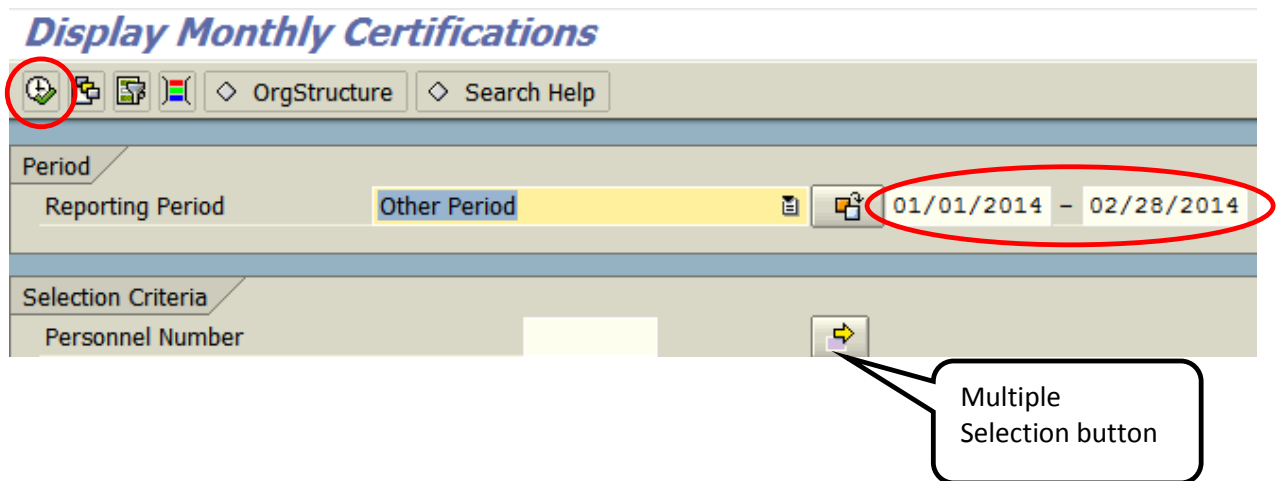 Display Monthly Certifications
OrgStructure Search Help
Period
Reporting Period Other Period 01/01/2014 - 02/28/2014
Selection Criteria
Personnel Number
Multiple
Selection button